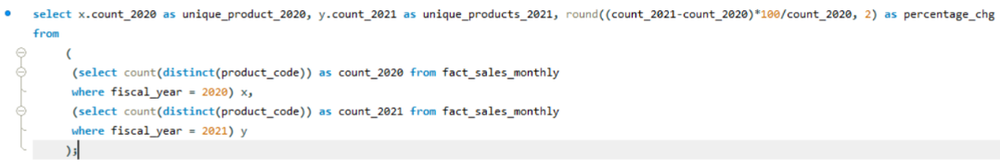 select x.count_2020 as unique_product_2020, y.count_2021 as unique_products_2021, round((count_2021-count_2020)*100/count_2020, 2) as percentage_chg
from
(
(select count(distinct(product_code)) as count_2020 from fact_sales_monthly
where fiscal_year = 2020) x,
(select count(distinct(product_code)) as count_2021 from fact_sales_monthly
where fiscal_year = 2021) y
);